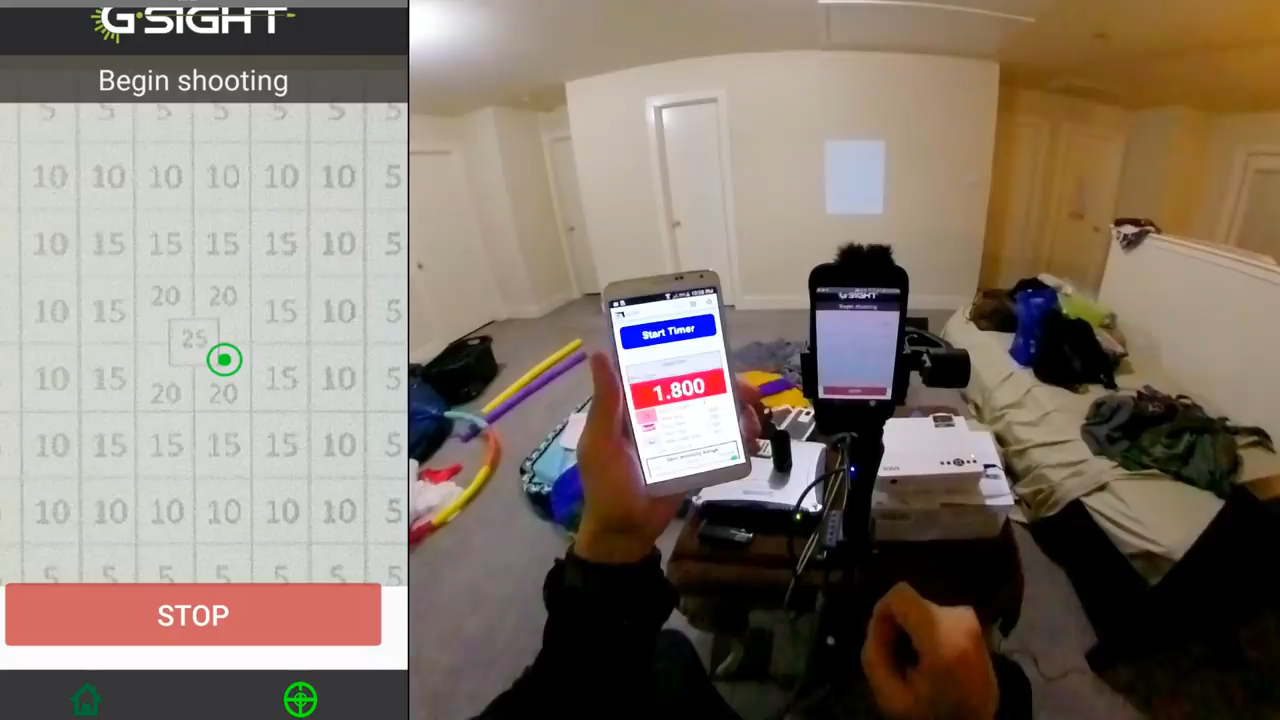 G·SIGHT
Begin shooting
5 5 5 5 5 5 5
10 10 10 10 10 10 5
10 15 15 15 15 10 5
20 20
10 15 15 10 5
25
10 15 15 10 5
20 20
10 15 15 15 15 10 5
10 10 10 10 10 10 5
5 5 5 5 5 5 5
STOP
Start Timer
1.800
G·SIGHT
Begin shooting